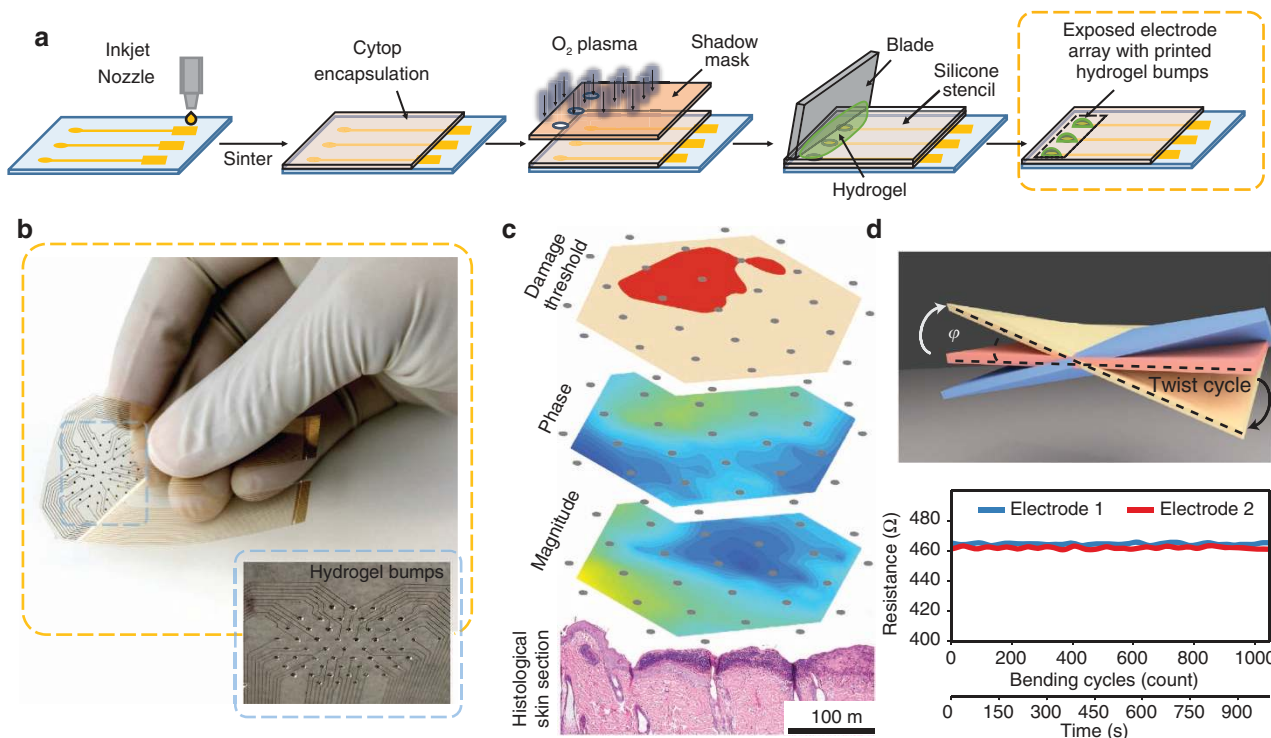 a
Inkjet
Nozzle
Sinter
Cytop
encapsulation
O₂ plasma
Shadow
mask
Blade
Silicone
stencil
Hydrogel
Exposed electrode
array with printed
hydrogel bumps
b
Hydrogel bumps
c
Damage
threshold
Phase
Magnitude
Histological
skin section
100 m
d
φ
Twist cycle
Electrode 1
Electrode 2
Resistance (Ω)
480
460
440
420
400
0 200 400 600 800 1000
Bending cycles (count)
0 150 300 450 600 750 900
Time (s)